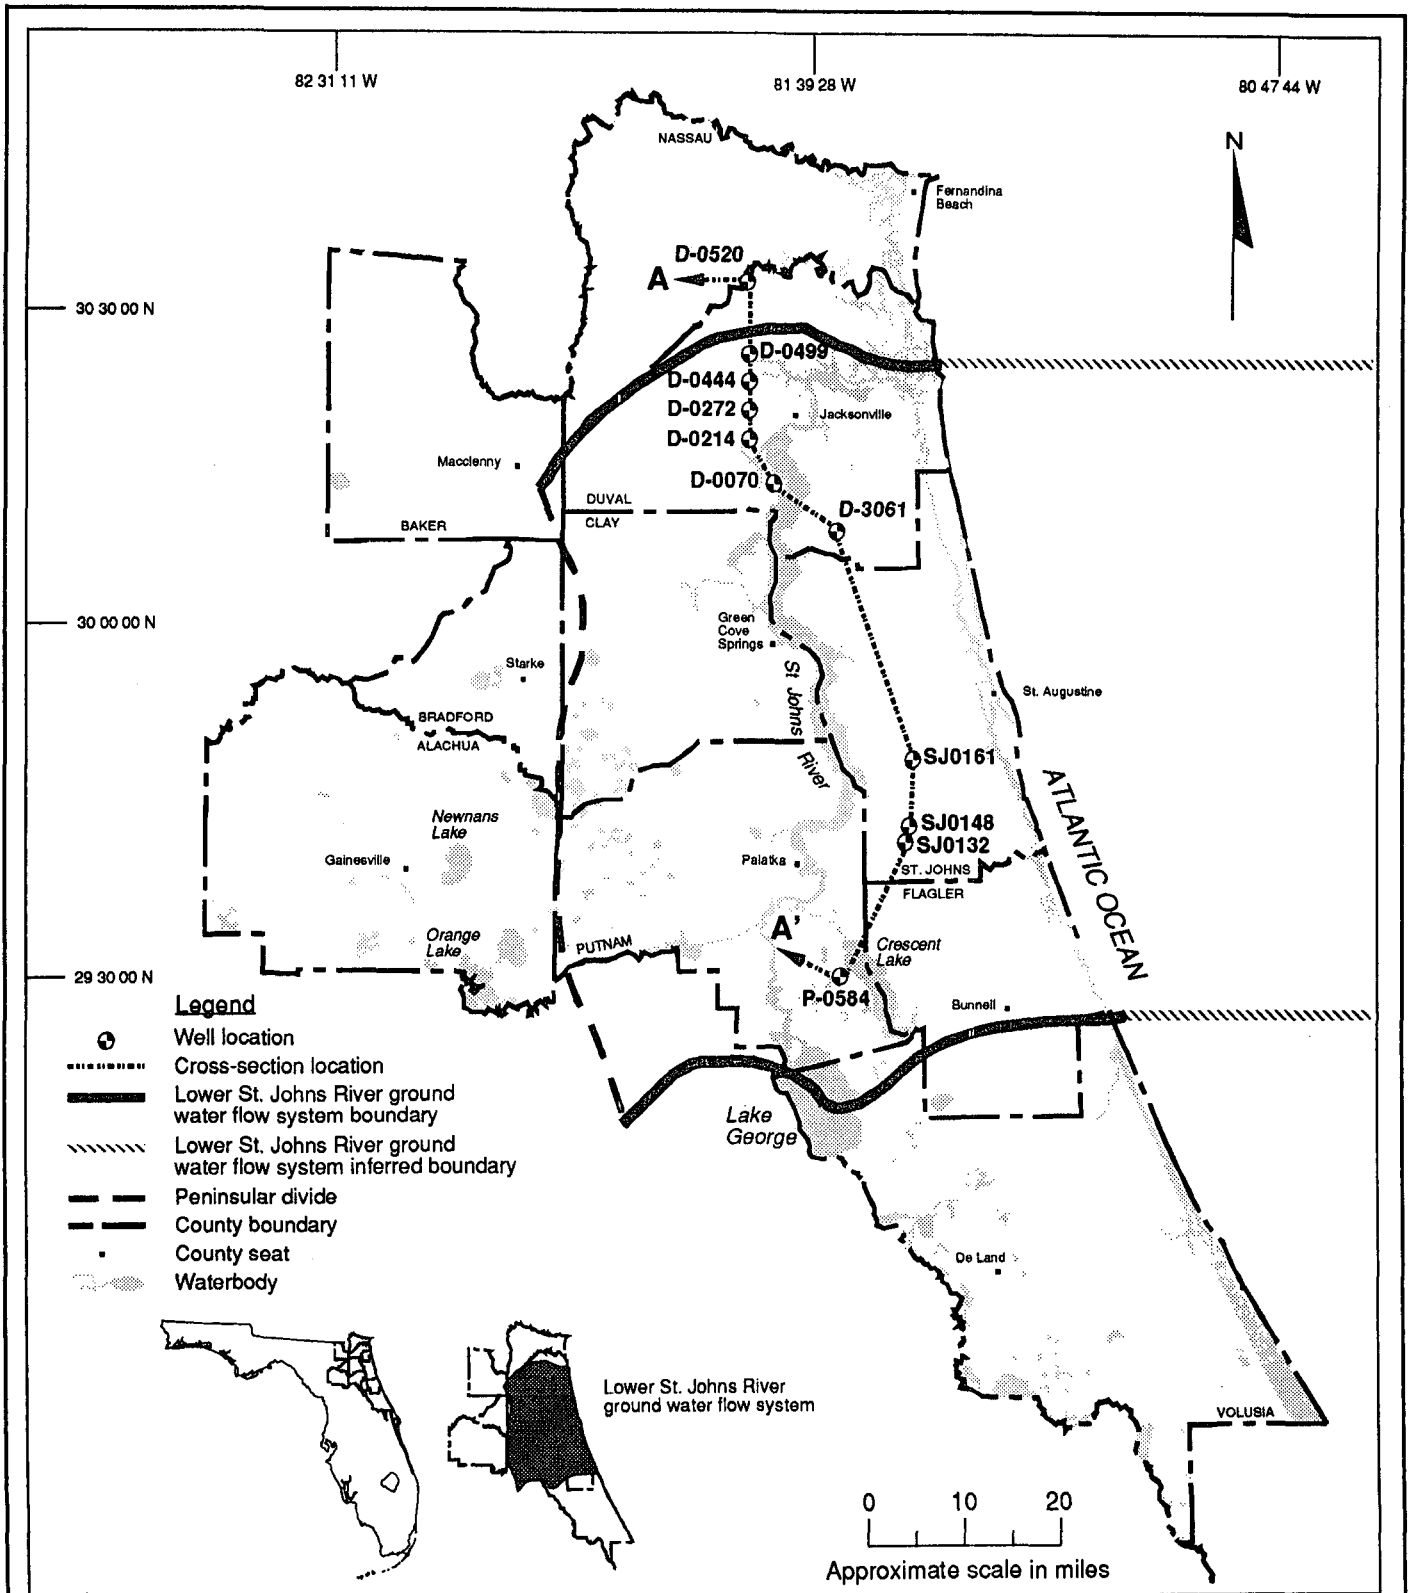 82 31 11 W
81 39 28 W
80 47 44 W
NASSAU
N
Fernandina
Beach
D-0520
A
30 30 00 N
D-0499
D-0444
D-0272
Jacksonville
D-0214
Macclenny
D-0070
DUVAL
D-3061
CLAY
BAKER
30 00 00 N
Green
Cove
Springs
Starke
St Johns
River
St. Augustine
BRADFORD
ALACHUA
SJ0161
ATLANTIC OCEAN
Newnans
Lake
SJ0148
SJ0132
Gainesville
Palatka
ST. JOHNS
FLAGLER
A'
Orange
Lake
PUTNAM
Crescent
Lake
29 30 00 N
P-0584
Bunnell
Legend
Well location
Cross-section location
Lower St. Johns River ground
water flow system boundary
Lower St. Johns River ground
water flow system inferred boundary
Peninsular divide
County boundary
County seat
Waterbody
Lake
George
De Land
Lower St. Johns River
ground water flow system
VOLUSIA
0 10 20
Approximate scale in miles